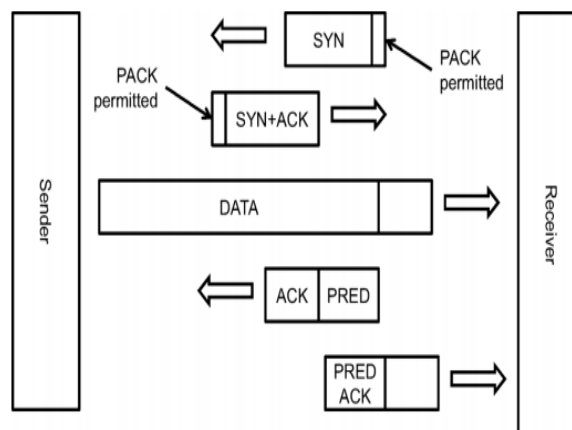 SYN
PACK
permitted
PACK
permitted
SYN+ACK
Sender
DATA
Receiver
ACK PRED
PRED
ACK